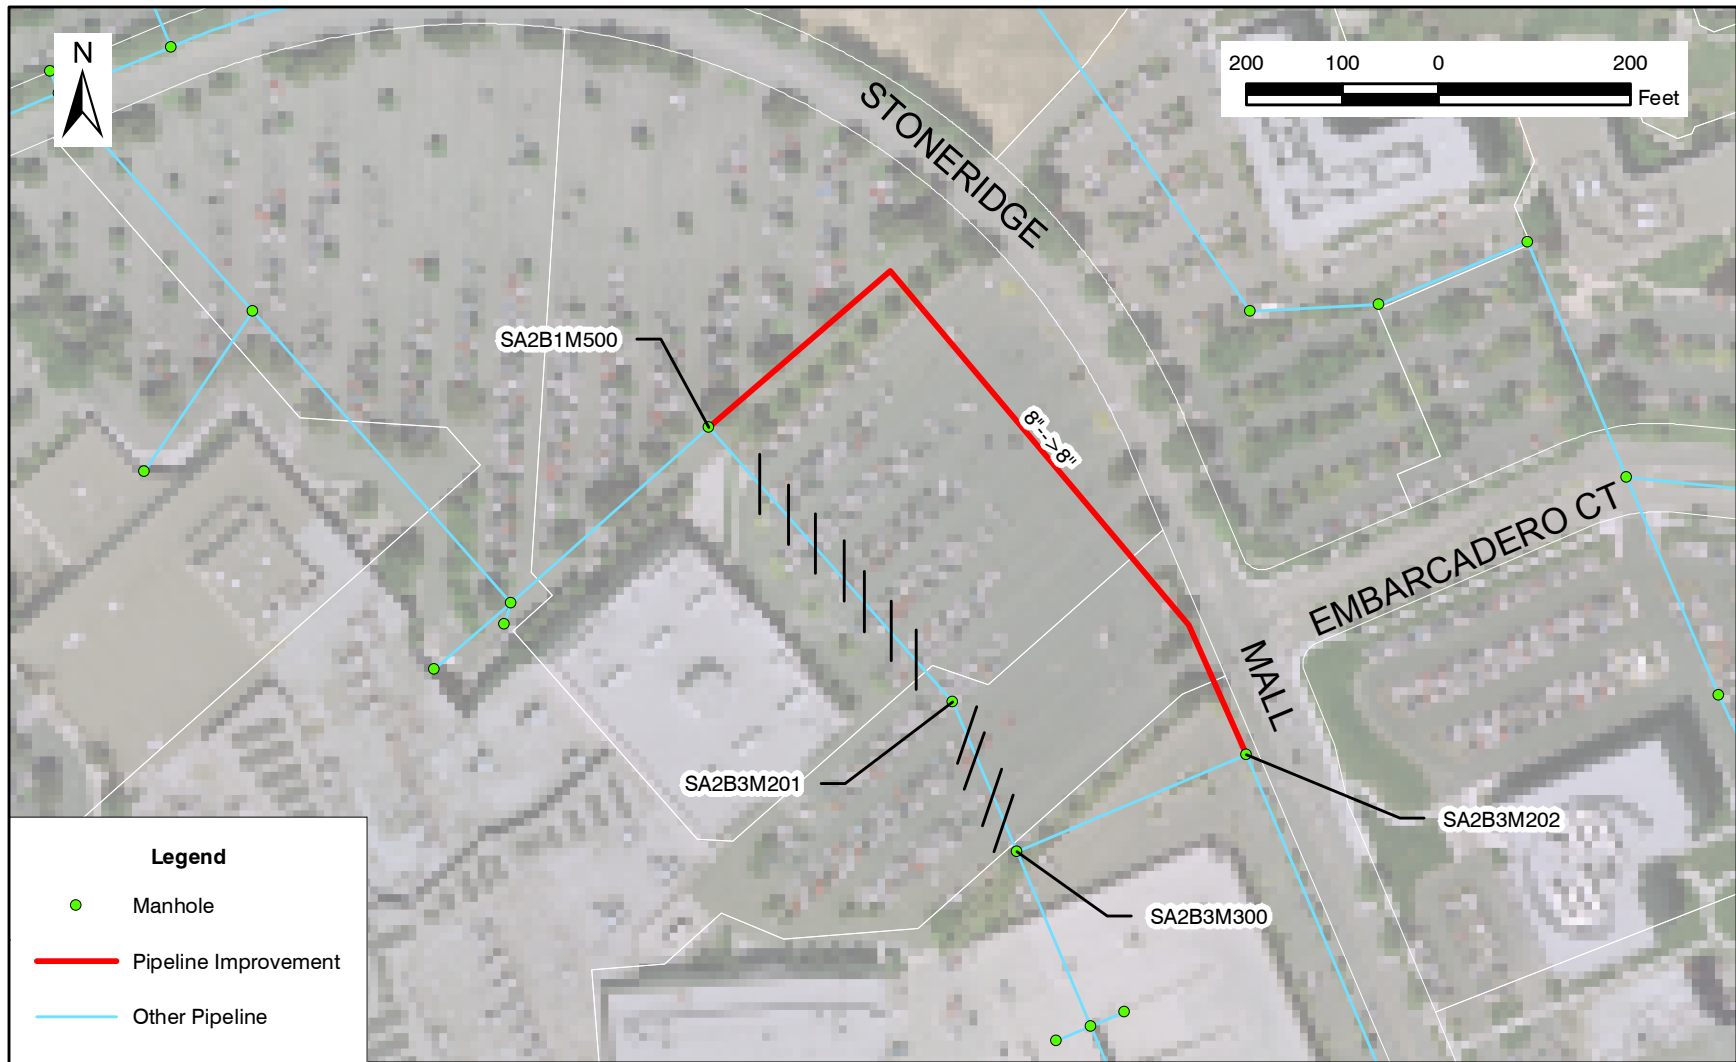 N
200 100 0 200
Feet
STONERIDGE
SA2B1M500
8"-->8"
EMBARCADERO CT
MALL
SA2B3M201
SA2B3M202
SA2B3M300
Legend
Manhole
Pipeline Improvement
Other Pipeline